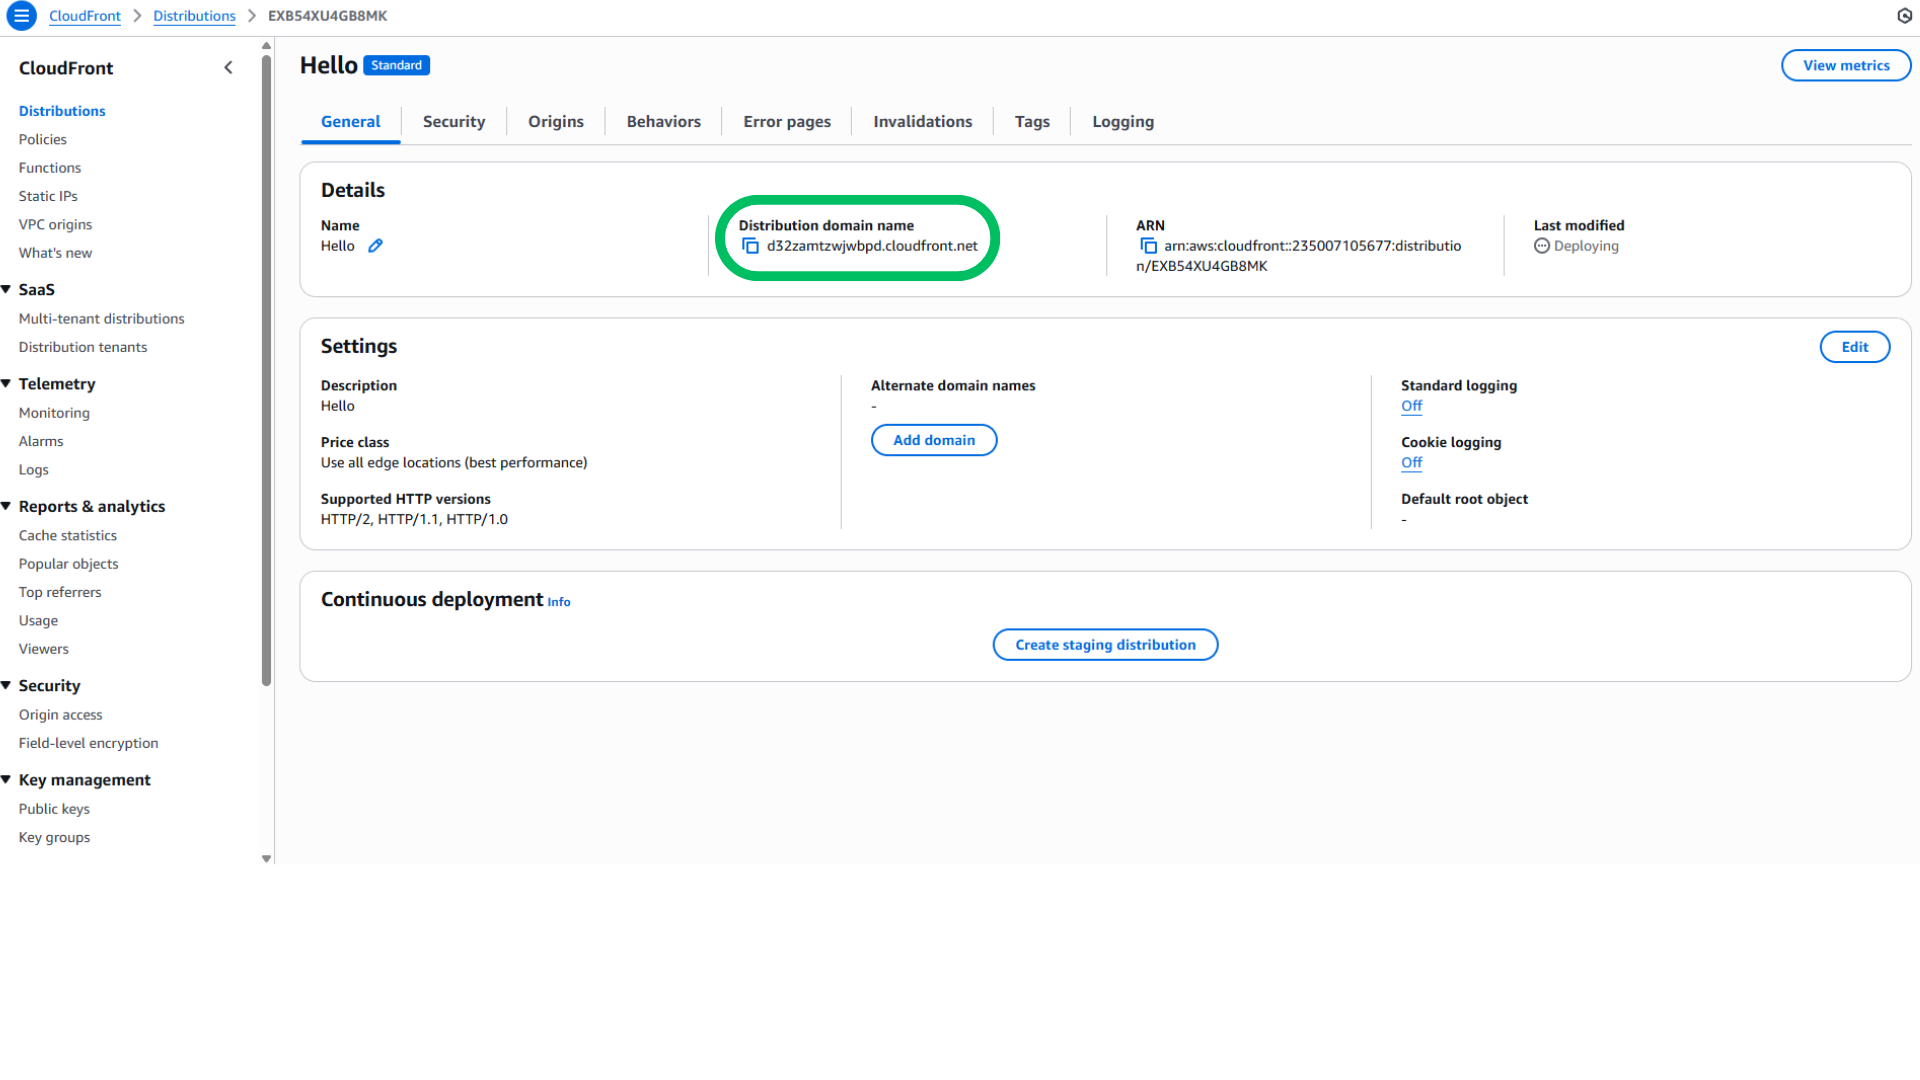 CloudFront > Distributions > EXB54XU4GB8MK
CloudFront
Distributions
Policies
Functions
Static IPs
VPC origins
What's new
SaaS
Multi-tenant distributions
Distribution tenants
Telemetry
Monitoring
Alarms
Logs
Reports & analytics
Cache statistics
Popular objects
Top referrers
Usage
Viewers
Security
Origin access
Field-level encryption
Key management
Public keys
Key groups
Hello Standard
View metrics
General Security Origins Behaviors Error pages Invalidations Tags Logging
Details
Name
Hello
Distribution domain name
d32zamtzwjwbpd.cloudfront.net
ARN
arn:aws:cloudfront::235007105677:distributio
n/EXB54XU4GB8MK
Last modified
Deploying
Settings
Edit
Description
Hello
Price class
Use all edge locations (best performance)
Supported HTTP versions
HTTP/2, HTTP/1.1, HTTP/1.0
Alternate domain names
-
Add domain
Standard logging
Off
Cookie logging
Off
Default root object
-
Continuous deployment Info
Create staging distribution